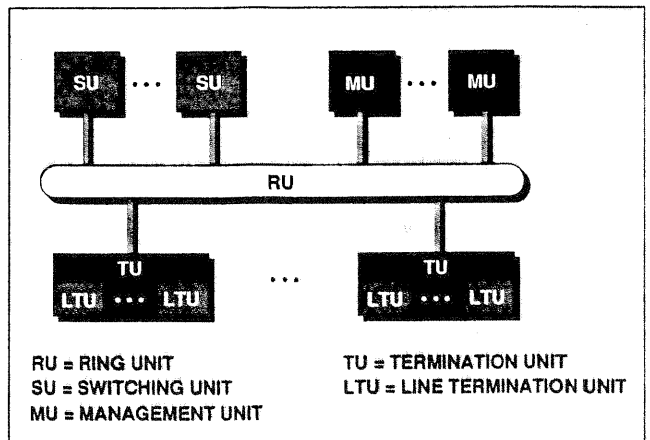 SU ... SU MU ... MU
RU
TU ... TU
LTU ... LTU LTU ... LTU
RU = RING UNIT
SU = SWITCHING UNIT
MU = MANAGEMENT UNIT
TU = TERMINATION UNIT
LTU = LINE TERMINATION UNIT